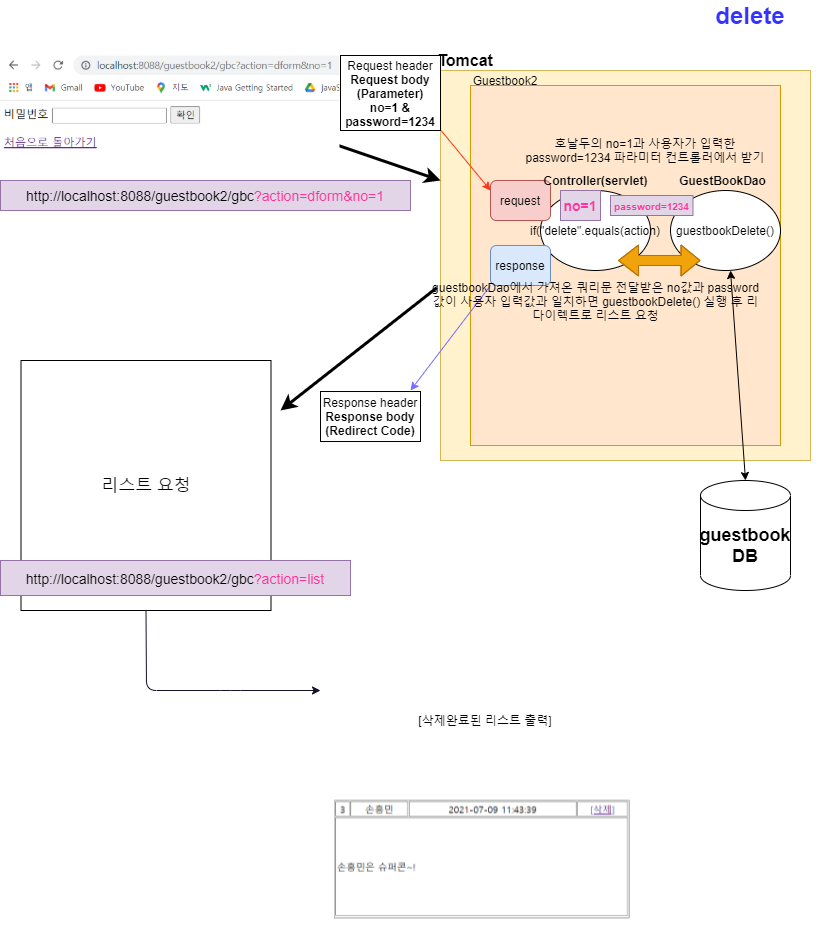 delete
localhost:8088/guestbook2/gbc?action=dform&no=1
앱 Gmail YouTube 지도 Java Getting Started JavaS
비밀번호 확인
처음으로 돌아가기
http://localhost:8088/guestbook2/gbc?action=dform&no=1
Request header
Request body
(Parameter)
no=1 &
password=1234
Tomcat
Guestbook2
호날두의 no=1과 사용자가 입력한
password=1234 파라미터 컨트롤러에서 받기
Controller(servlet)
GuestBookDao
request
no=1
password=1234
if("delete".equals(action)
guestbookDelete()
response
guestbookDao에서 가져온 쿼리문 전달받은 no값과 password
값이 사용자 입력값과 일치하면 guestbookDelete() 실행 후 리
다이렉트로 리스트 요청
Response header
Response body
(Redirect Code)
guestbook
DB
리스트 요청
http://localhost:8088/guestbook2/gbc?action=list
[삭제완료된 리스트 출력]
3 손흥민 2021-07-09 11:43:39 [삭제]
손흥민은 슈퍼콘~!